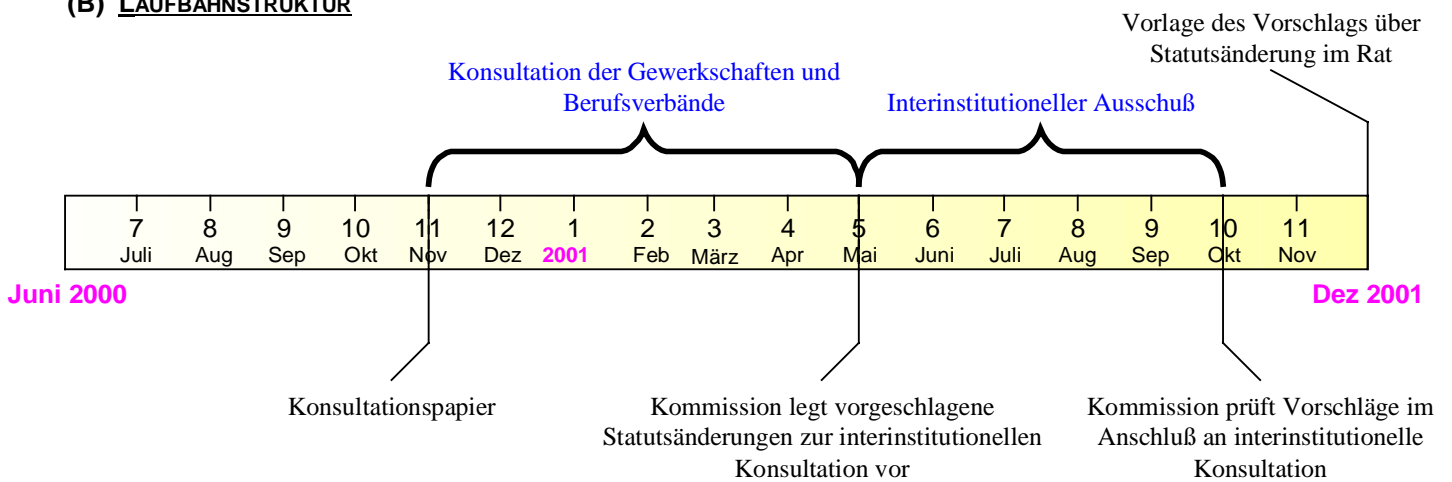 (B) LAUFBAHNSTRUKTUR
Vorlage des Vorschlags über
Statutsänderung im Rat
Konsultation der Gewerkschaften und
Berufsverbände
Interinstitutioneller Ausschuß
7 8 9 10 11 12 1 2 3 4 5 6 7 8 9 10 11
Juli Aug Sep Okt Nov Dez 2001 Feb März Apr Mai Juni Juli Aug Sep Okt Nov
Juni 2000
Dez 2001
Konsultationspapier
Kommission legt vorgeschlagene
Statutsänderungen zur interinstitutionellen
Konsultation vor
Kommission prüft Vorschläge im
Anschluß an interinstitutionelle
Konsultation